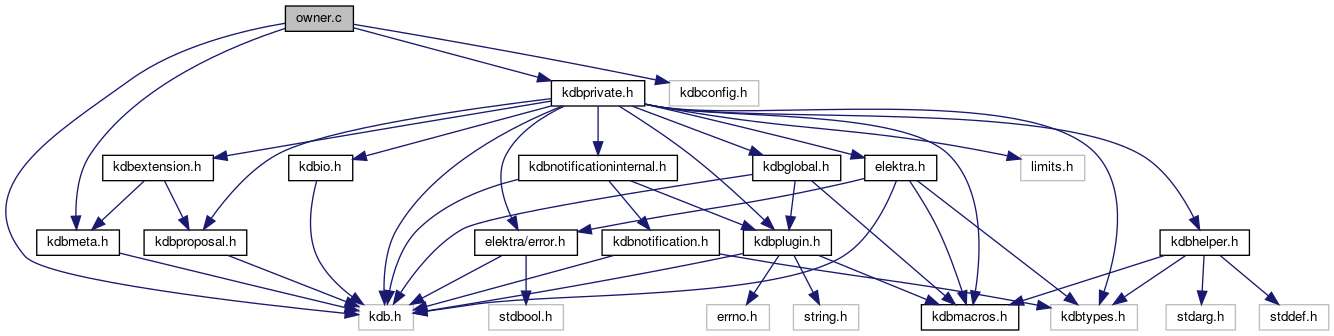 owner.c
kdbprivate.h
kdbconfig.h
kdbextension.h
kdbio.h
kdbnotificationinternal.h
kdbglobal.h
elektra.h
limits.h
kdbmeta.h
kdbproposal.h
elektra/error.h
kdbnotification.h
kdbplugin.h
kdbhelper.h
kdb.h
stdbool.h
errno.h
string.h
kdbmacros.h
kdbtypes.h
stdarg.h
stddef.h